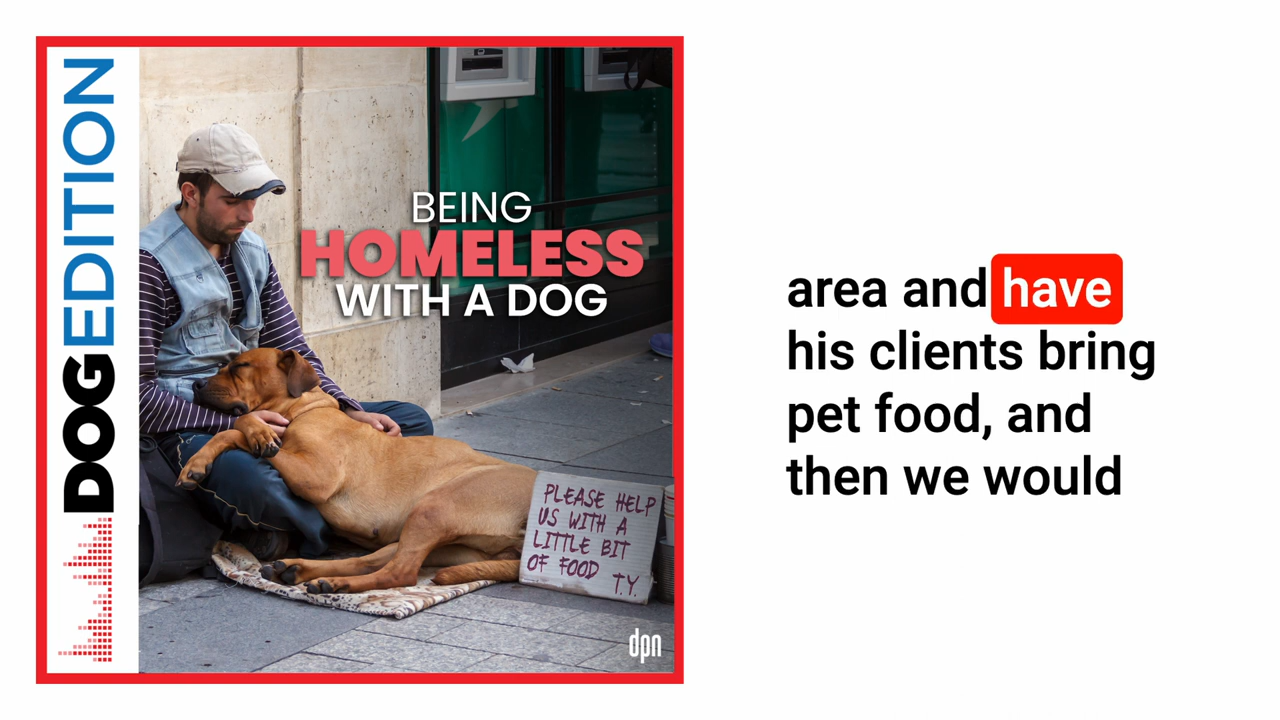 DOGEDITION
BEING
HOMELESS
WITH A DOG
PLEASE HELP
US WITH A
LITTLE BIT
OF FOOD T.Y.
dpn
area and have
his clients bring
pet food, and
then we would